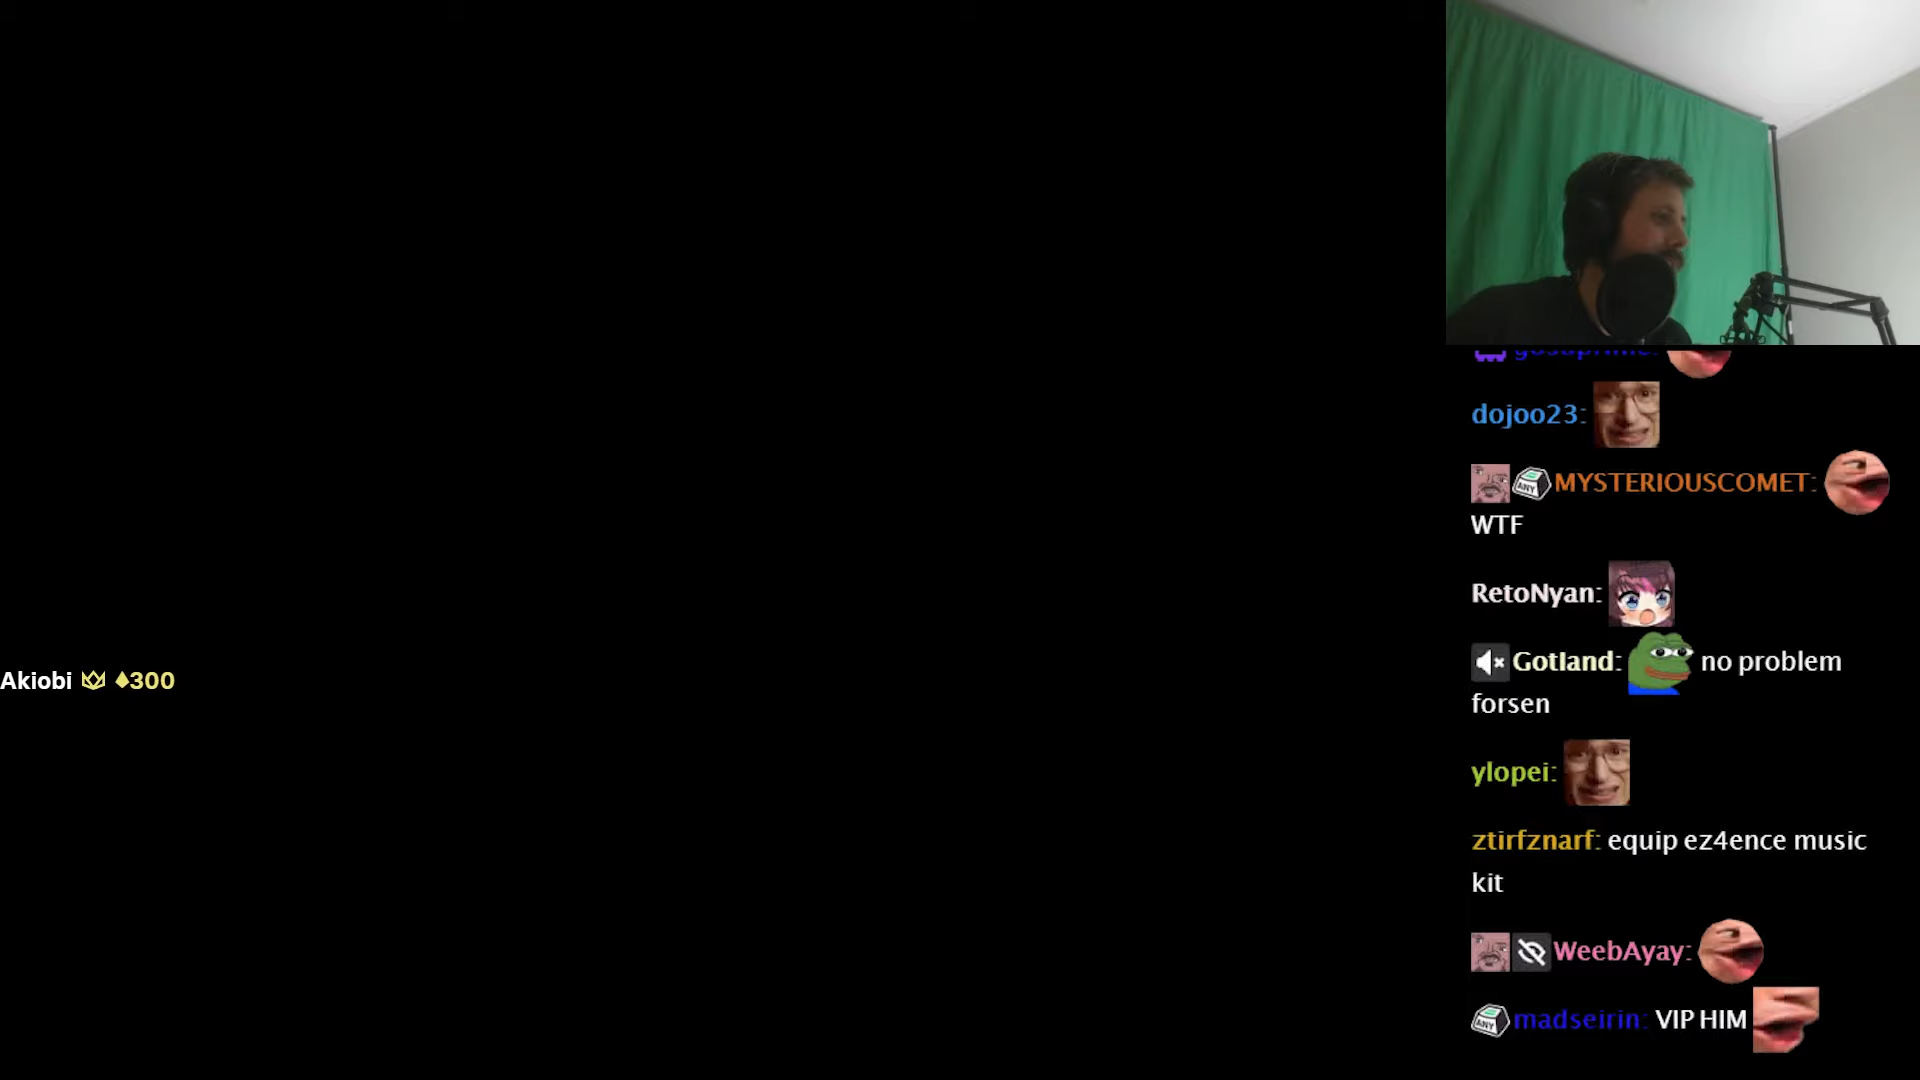 dojoo23:
MYSTERIOUSCOMET:
WTF
RetoNyan:
Gotland: no problem
forsen
Akiobi 300
ylopei:
ztirfznarf: equip ez4ence music
kit
WeebAyay:
madseirin: VIP HIM